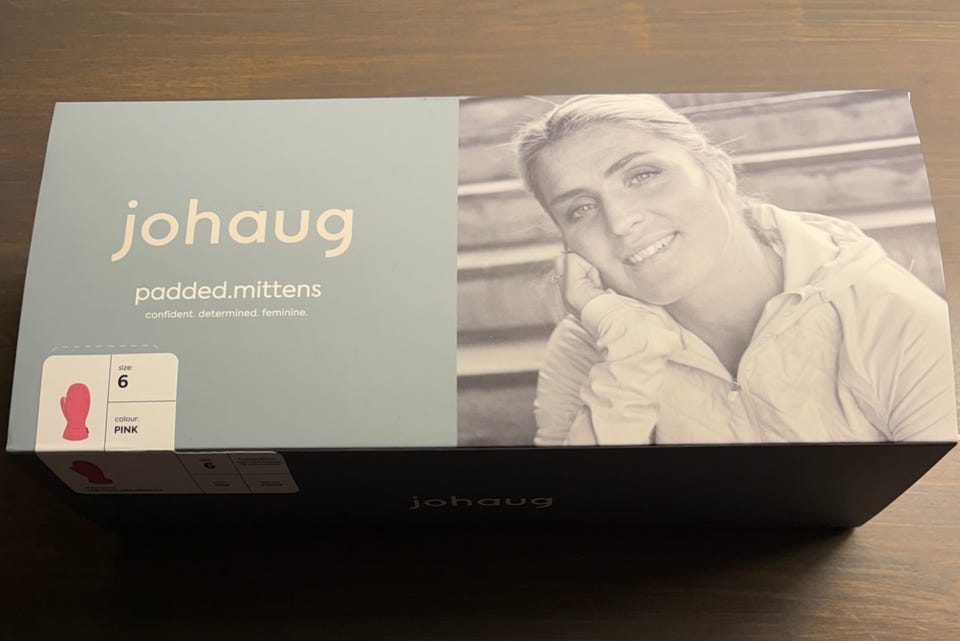 johaug
padded.mittens
confident. determined. feminine.
size:
6
colour:
PINK
6
johaug